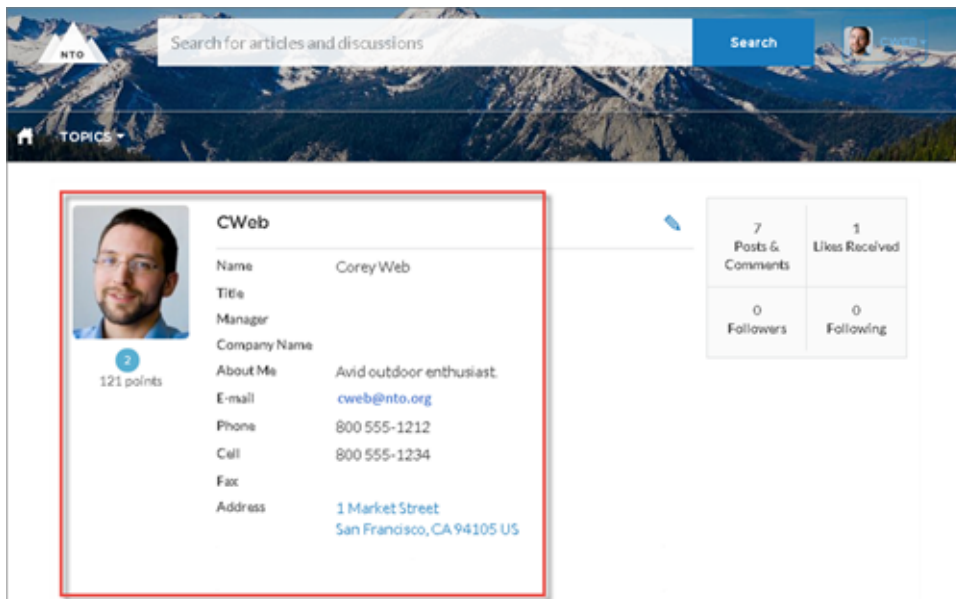 NTO
Search for articles and discussions
Search
CWEB
TOPICS
CWeb
Name Corey Web
Title
Manager
Company Name
About Me Avid outdoor enthusiast.
E-mail cweb@nto.org
Phone 800 555-1212
Cell 800 555-1234
Fax
Address 1 Market Street
San Francisco, CA 94105 US
2
121 points
7
Posts &
Comments
1
Likes Received
0
Followers
0
Following